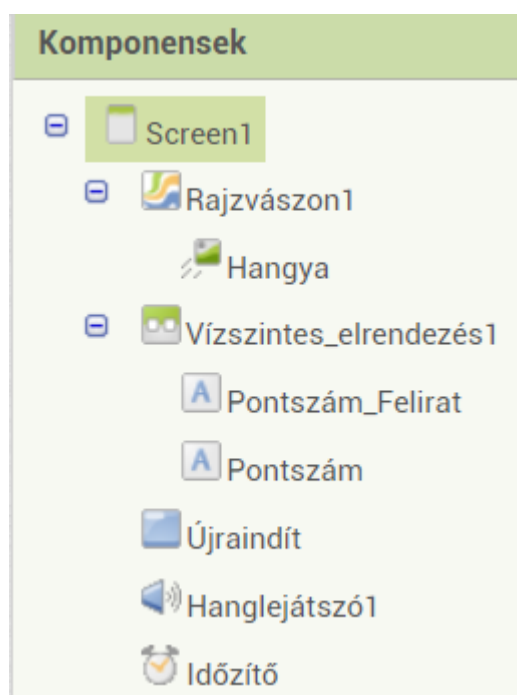 Komponensek
Screen1
Rajzvászon1
Hangya
Vízszintes_elrendezés1
A Pontszám_Felirat
A Pontszám
Újraindít
Hanglejátszó1
Időzítő